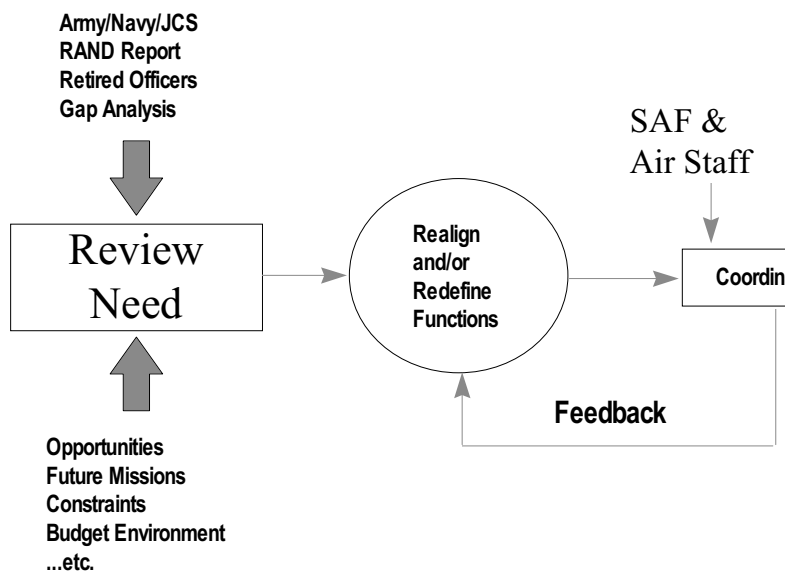 Army/Navy/JCS
RAND Report
Retired Officers
Gap Analysis
SAF &
Air Staff
Review
Need
Realign
and/or
Redefine
Functions
Coordin
Feedback
Opportunities
Future Missions
Constraints
Budget Environment
...etc.